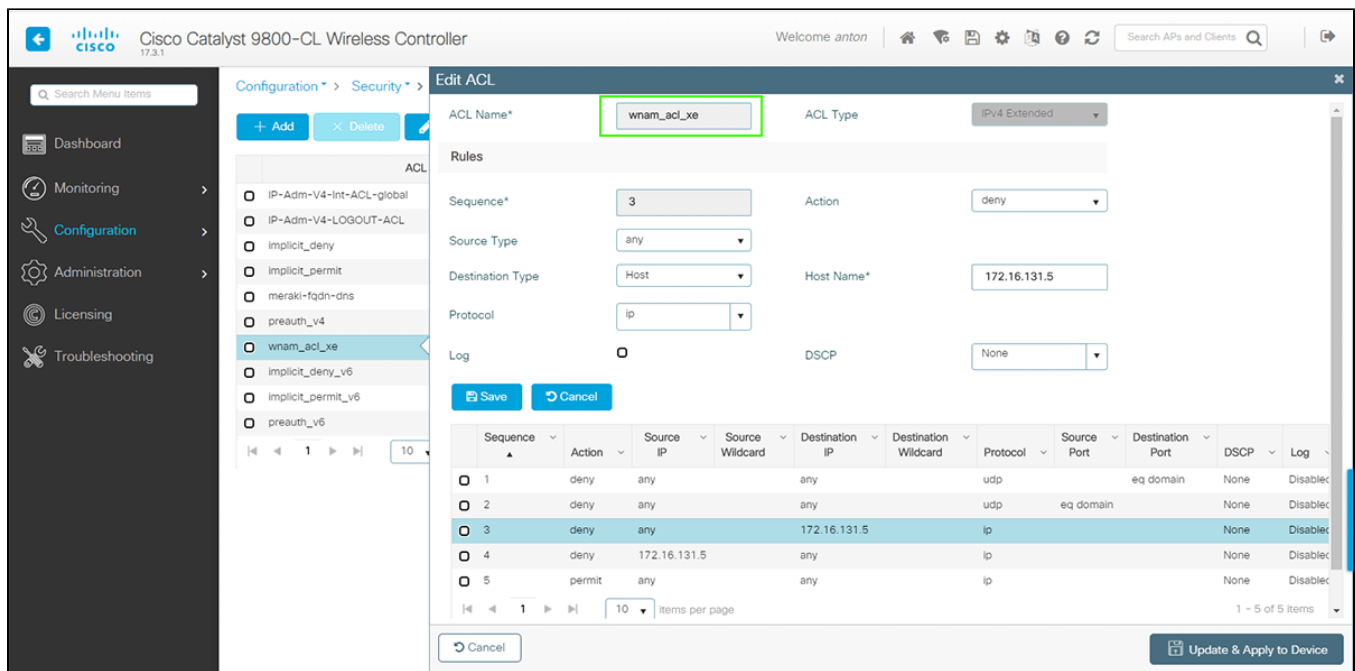 CISCO
Cisco Catalyst 9800-CL Wireless Controller
17.3.1
Welcome anton
Search APs and Clients
Search Menu Items
Dashboard
Monitoring
Configuration
Administration
Licensing
Troubleshooting
Configuration > Security >
+ Add
× Delete
ACL
IP-Adm-V4-Int-ACL-global
IP-Adm-V4-LOGOUT-ACL
implicit_deny
implicit_permit
meraki-fqdn-dns
preauth_v4
wnam_acl_xe
implicit_deny_v6
implicit_permit_v6
preauth_v6
1 10
Edit ACL
ACL Name* wnam_acl_xe ACL Type IPv4 Extended
Rules
Sequence* 3 Action deny
Source Type any
Destination Type Host Host Name* 172.16.131.5
Protocol ip
Log DSCP None
Save Cancel
Sequence Action Source IP Source Wildcard Destination IP Destination Wildcard Protocol Source Port Destination Port DSCP Log
1 deny any any udp eq domain None Disabled
2 deny any any udp eq domain None Disabled
3 deny any 172.16.131.5 ip None Disabled
4 deny 172.16.131.5 any ip None Disabled
5 permit any any ip None Disabled
1 10 items per page 1 - 5 of 5 items
Cancel
Update & Apply to Device